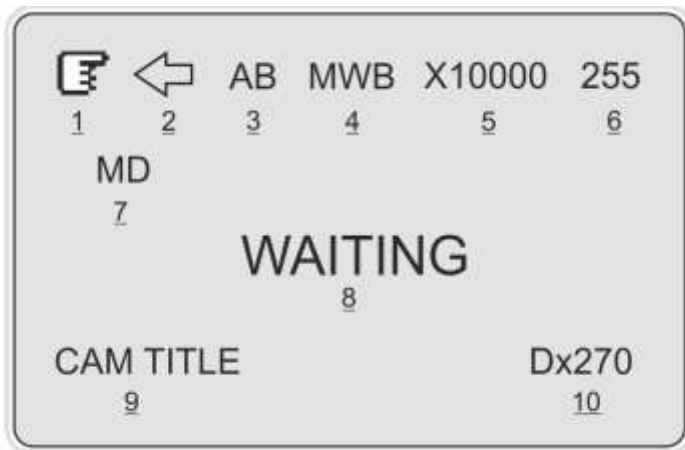 AB MWB X10000 255
1 2 3 4 5 6
MD
7
WAITING
8
CAM TITLE Dx270
9 10